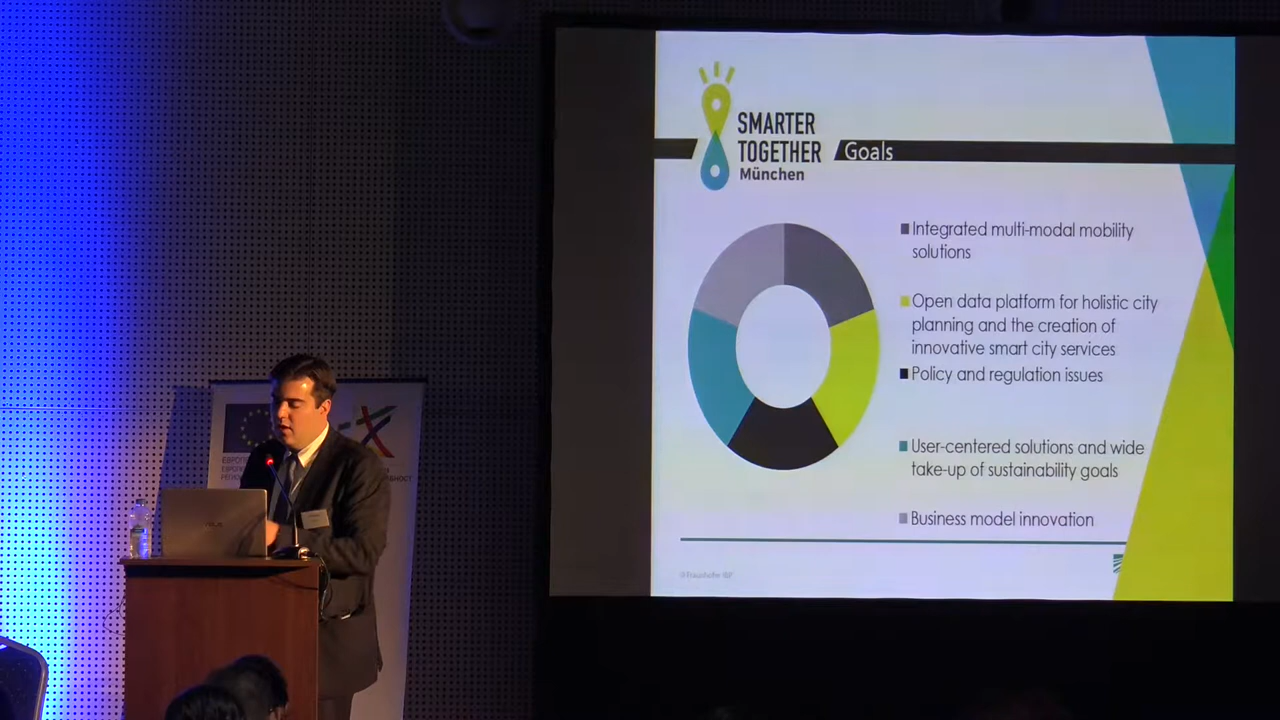 SMARTER
TOGETHER
München
Goals
Integrated multi-modal mobility
solutions
Open data platform for holistic city
planning and the creation of
innovative smart city services
Policy and regulation issues
User-centered solutions and wide
take-up of sustainability goals
Business model innovation
© Fraunhofer IBP